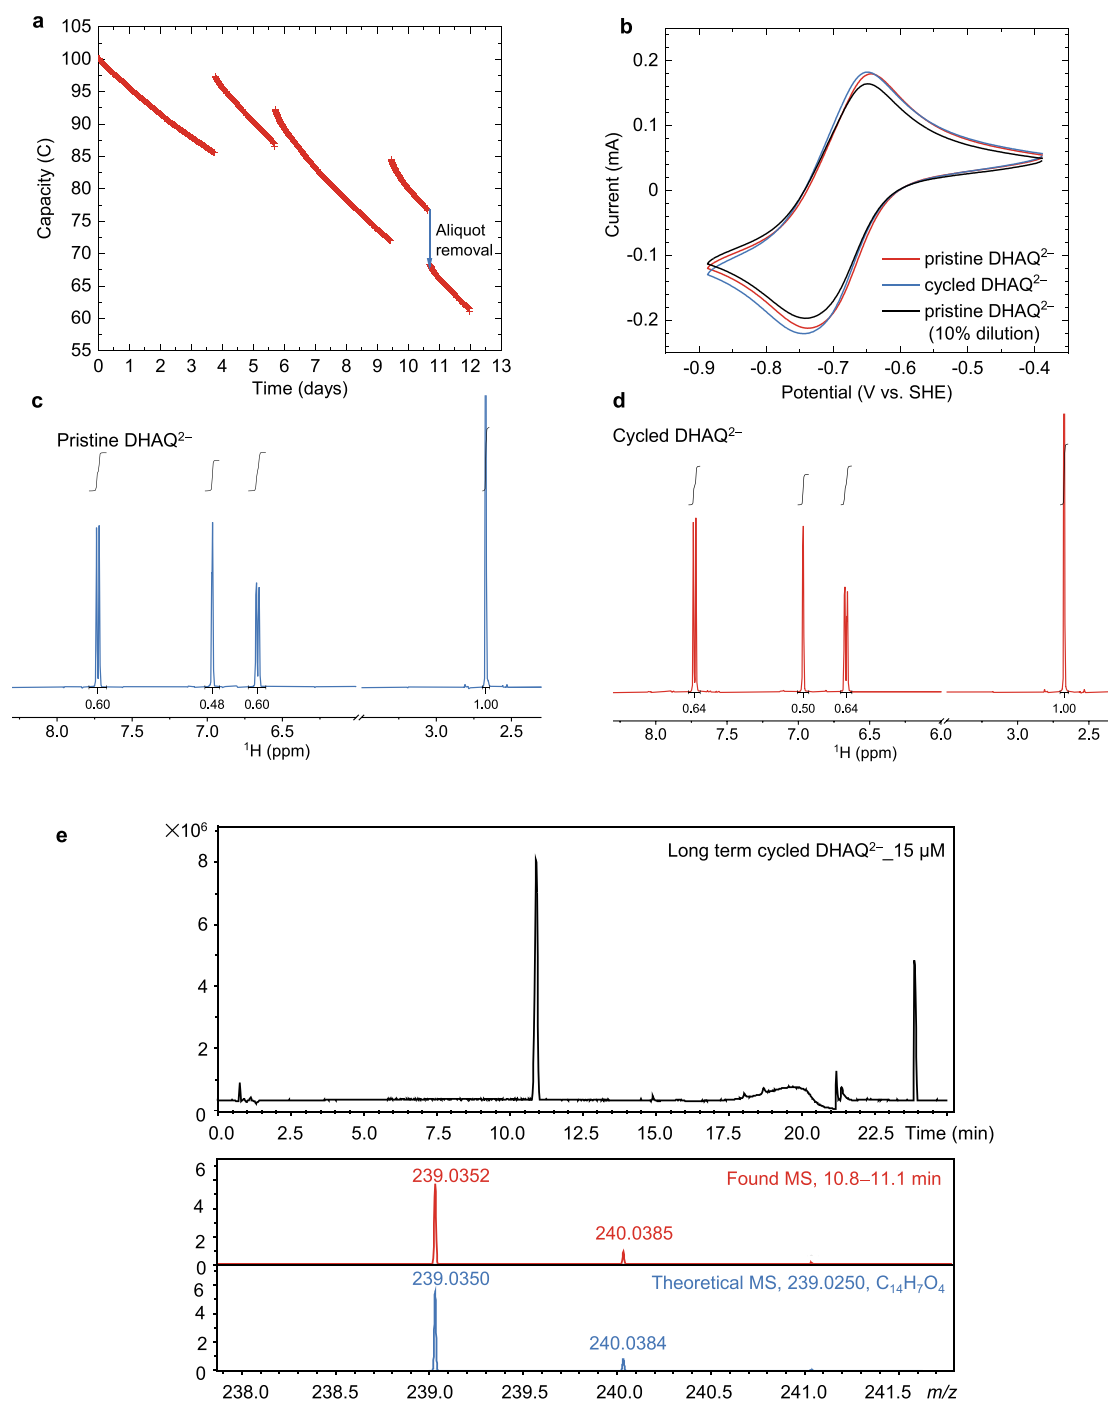 a
Capacity (C)
100
95
90
85
80
75
70
65
60
55
Aliquot
removal
0 1 2 3 4 5 6 7 8 9 10 11 12 13
Time (days)
b
Current (mA)
0.2
0.1
0
-0.1
-0.2
pristine DHAQ²⁻
cycled DHAQ²⁻
pristine DHAQ²⁻
(10% dilution)
-0.9 -0.8 -0.7 -0.6 -0.5 -0.4
Potential (V vs. SHE)
c
Pristine DHAQ²⁻
0.60 0.48 0.60 1.00
8.0 7.5 7.0 6.5 3.0 2.5
¹H (ppm)
d
Cycled DHAQ²⁻
0.64 0.50 0.64 1.00
8.0 7.5 7.0 6.5 6.0 3.0 2.5
¹H (ppm)
e
×10⁶
Long term cycled DHAQ²⁻_15 µM
8
6
4
2
0
0.0 2.5 5.0 7.5 10.0 12.5 15.0 17.5 20.0 22.5 Time (min)
6
4
2
0
239.0352
240.0385
Found MS, 10.8–11.1 min
6
4
2
0
239.0350
240.0384
Theoretical MS, 239.0250, C₁₄H₇O₄
238.0 238.5 239.0 239.5 240.0 240.5 241.0 241.5 m/z